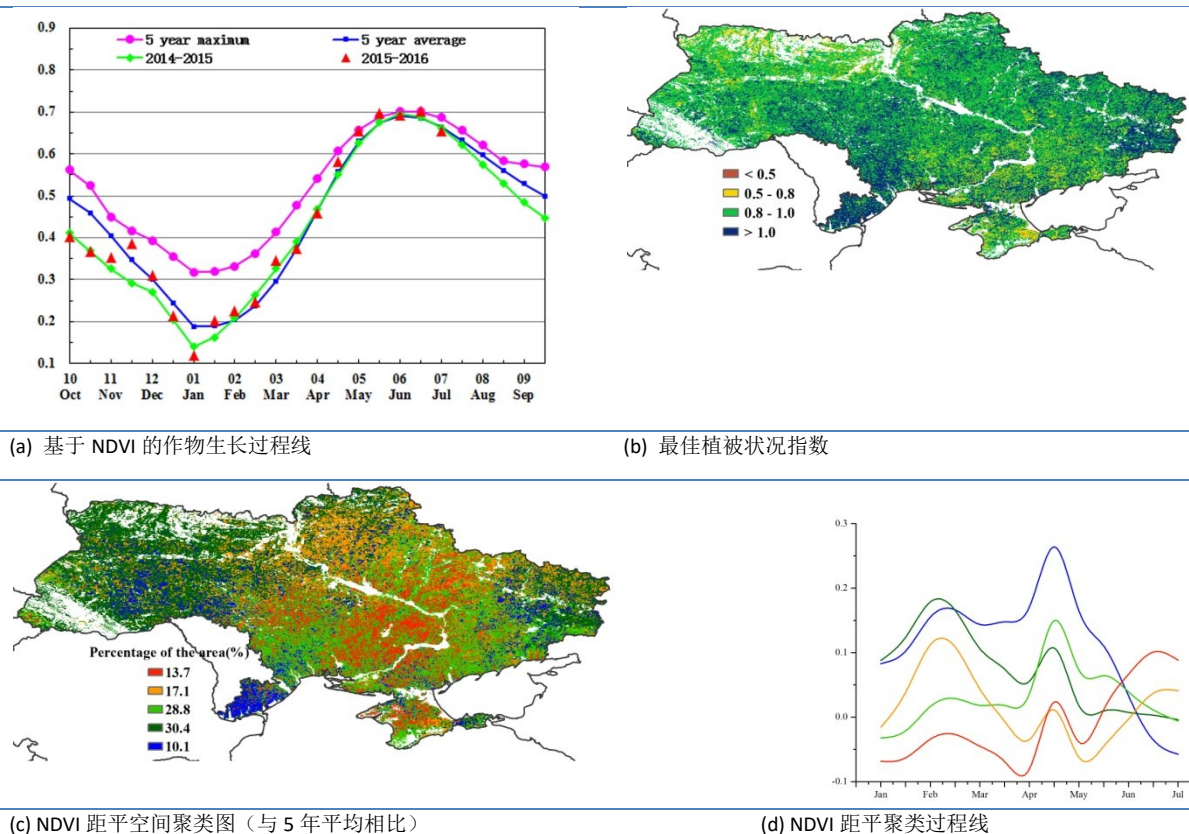 0.9
0.8
0.7
0.6
0.5
0.4
0.3
0.2
0.1
5 year maximum
5 year average
2014-2015
2015-2016
10 11 12 01 02 03 04 05 06 07 08 09
Oct Nov Dec Jan Feb Mar Apr May Jun Jul Aug Sep
< 0.5
0.5 - 0.8
0.8 - 1.0
> 1.0
(a) 基于 NDVI 的作物生长过程线
(b) 最佳植被状况指数
Percentage of the area(%)
13.7
17.1
28.8
30.4
10.1
0.3
0.2
0.1
0.0
-0.1
Jan Feb Mar Apr May Jun Jul
(c) NDVI 距平空间聚类图（与 5 年平均相比）
(d) NDVI 距平聚类过程线